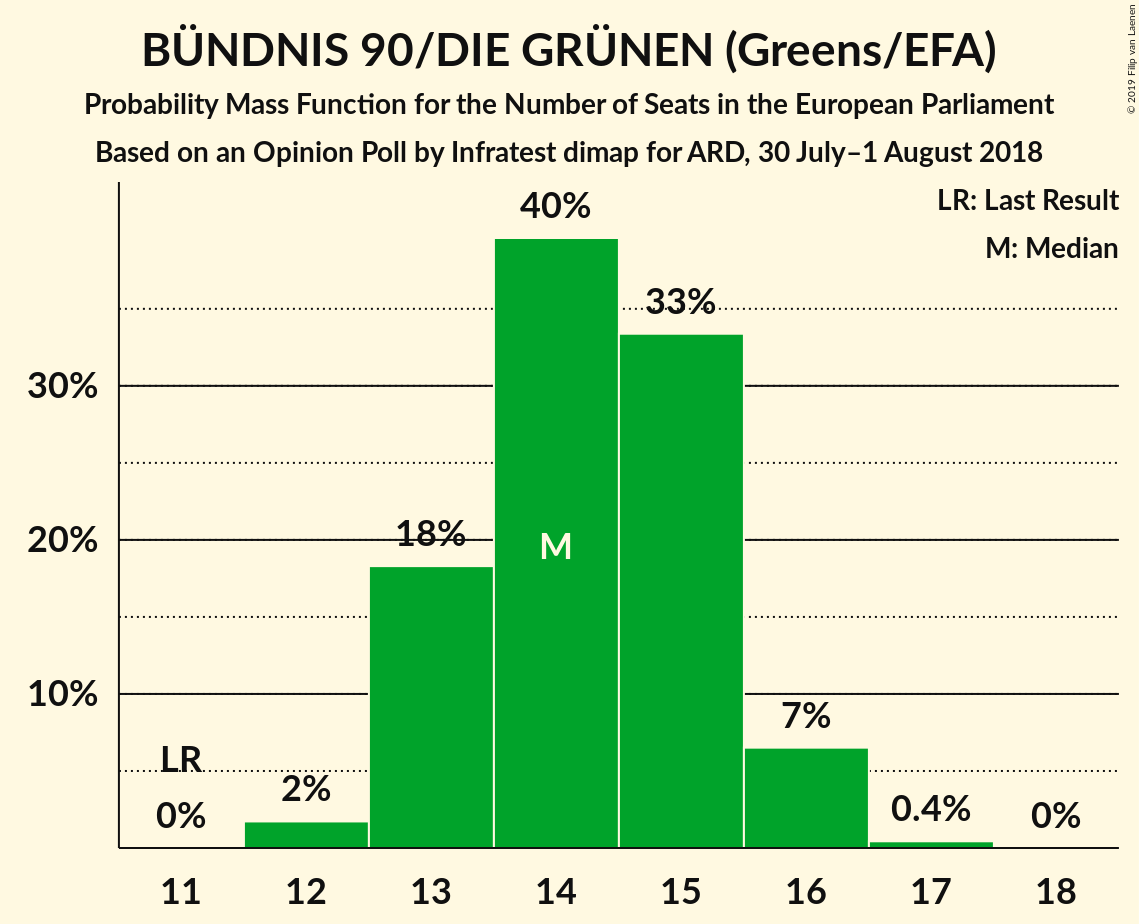 BÜNDNIS 90/DIE GRÜNEN (Greens/EFA)
Probability Mass Function for the Number of Seats in the European Parliament
Based on an Opinion Poll by Infratest dimap for ARD, 30 July–1 August 2018
© 2019 Filip van Laenen
LR: Last Result
M: Median
40%
33%
30%
18%
20%
M
10%
7%
LR
2%
0%
0.4%
0%
11 12 13 14 15 16 17 18